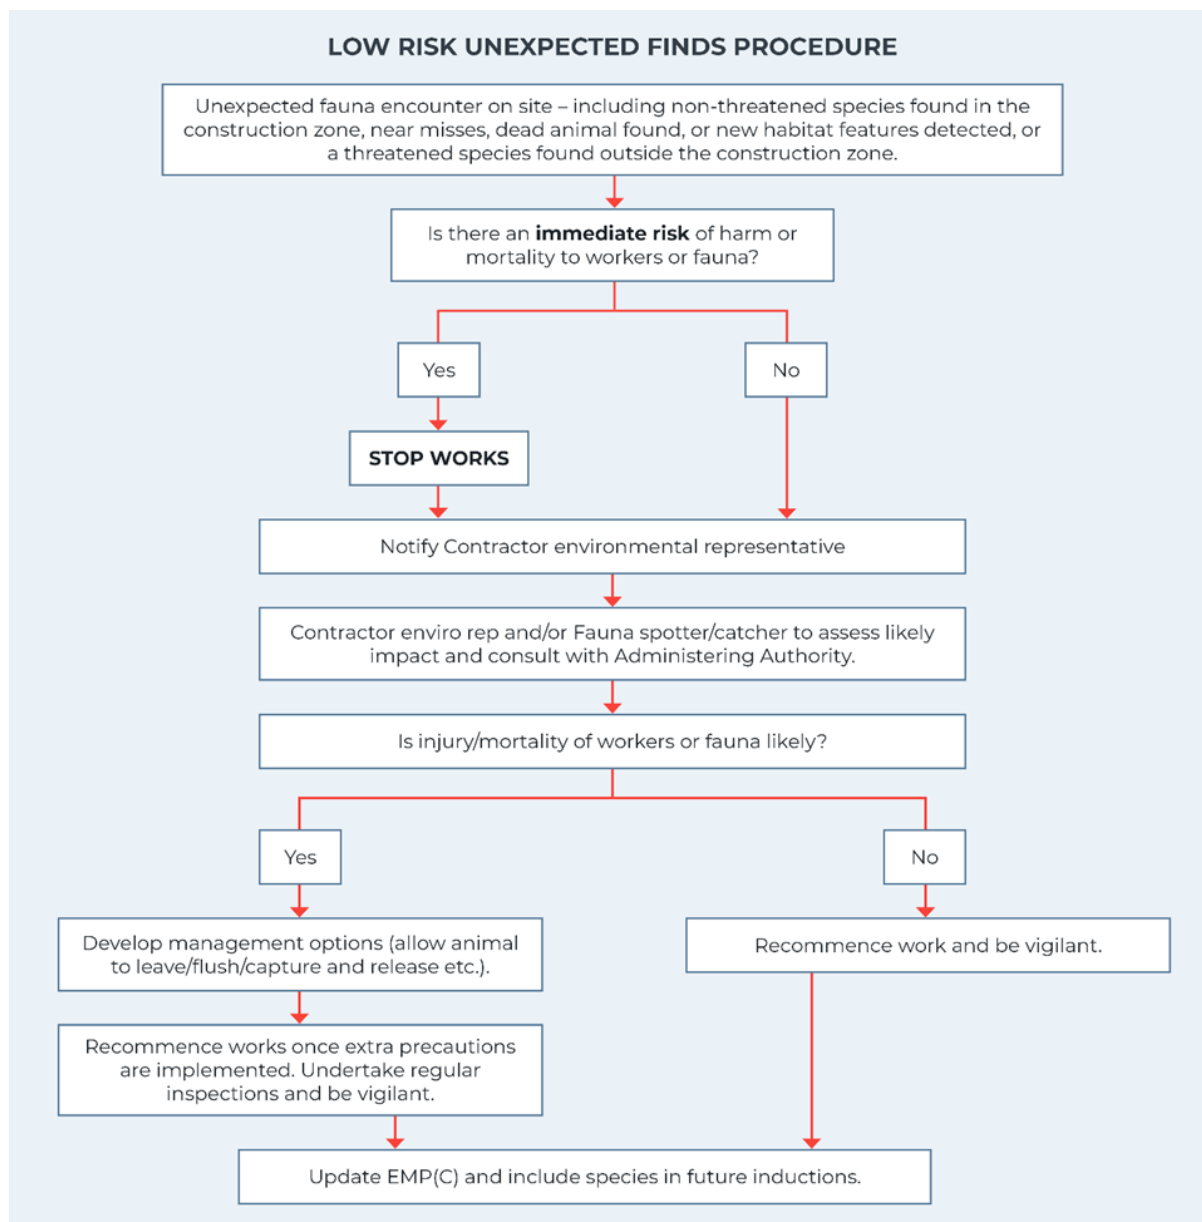 LOW RISK UNEXPECTED FINDS PROCEDURE
Unexpected fauna encounter on site – including non-threatened species found in the
construction zone, near misses, dead animal found, or new habitat features detected, or
a threatened species found outside the construction zone.
Is there an immediate risk of harm or
mortality to workers or fauna?
Yes
No
STOP WORKS
Notify Contractor environmental representative
Contractor enviro rep and/or Fauna spotter/catcher to assess likely
impact and consult with Administering Authority.
Is injury/mortality of workers or fauna likely?
Yes
No
Develop management options (allow animal
to leave/flush/capture and release etc.).
Recommence work and be vigilant.
Recommence works once extra precautions
are implemented. Undertake regular
inspections and be vigilant.
Update EMP(C) and include species in future inductions.